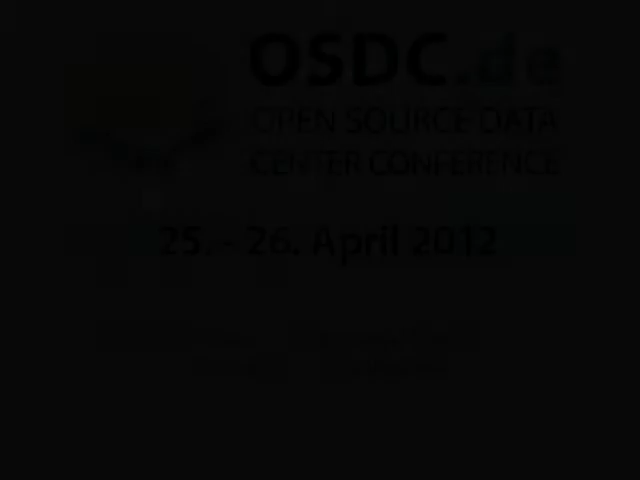 OSDC.de
OPEN SOURCE DATA
CENTER CONFERENCE
25. - 26. April 2012